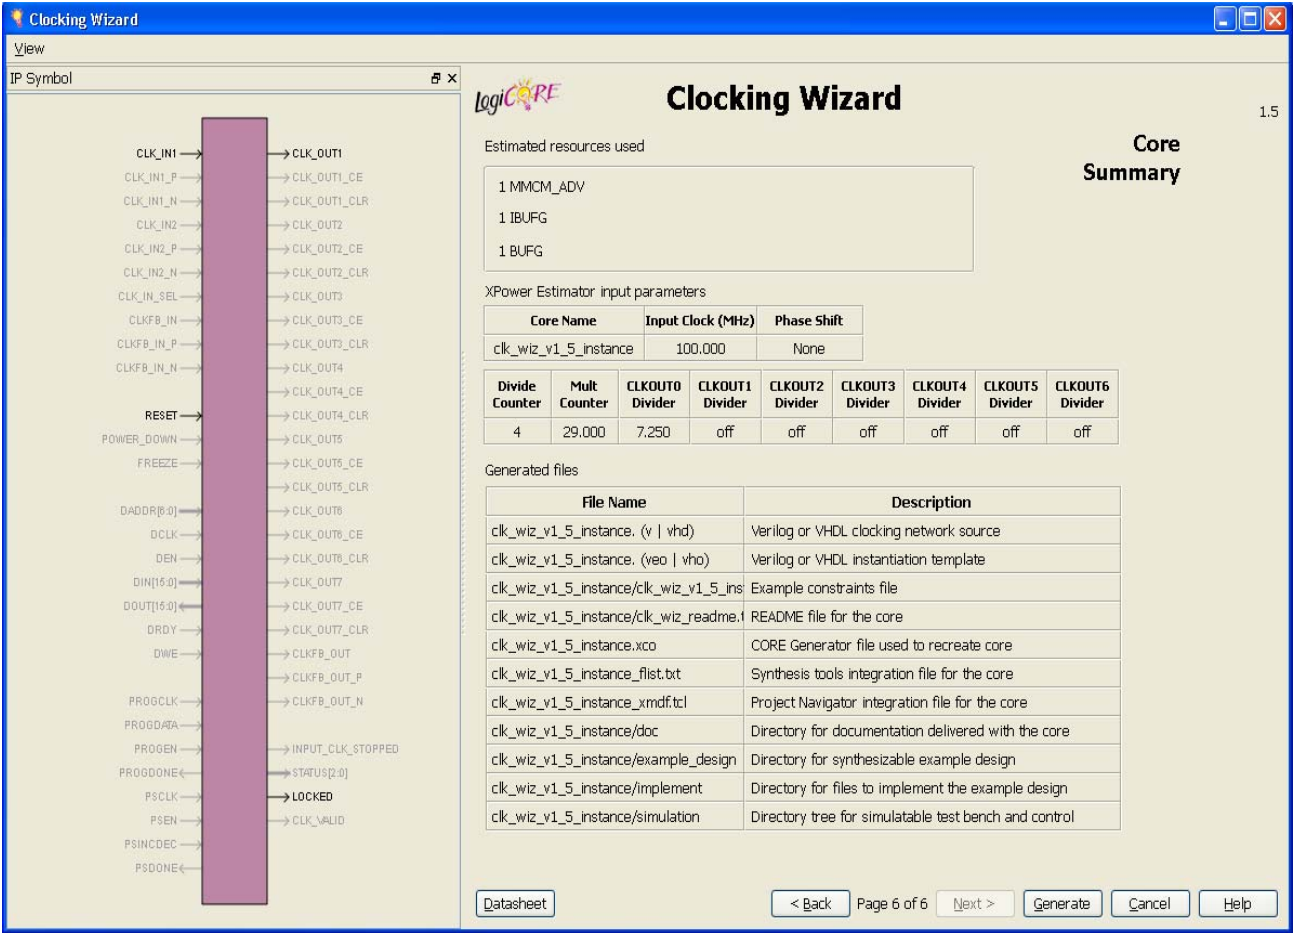 Clocking Wizard
View
IP Symbol
CLK_IN1
CLK_IN1_P
CLK_IN1_N
CLK_IN2
CLK_IN2_P
CLK_IN2_N
CLK_IN_SEL
CLKFB_IN
CLKFB_IN_P
CLKFB_IN_N
RESET
POWER_DOWN
FREEZE
DADDR[6:0]
DCLK
DEN
DIN[15:0]
DOUT[15:0]
DRDY
DWE
PROGCLK
PROGDATA
PROGEN
PROGDONE
PSCLK
PSEN
PSINCDEC
PSDONE
CLK_OUT1
CLK_OUT1_CE
CLK_OUT1_CLR
CLK_OUT2
CLK_OUT2_CE
CLK_OUT2_CLR
CLK_OUT3
CLK_OUT3_CE
CLK_OUT3_CLR
CLK_OUT4
CLK_OUT4_CE
CLK_OUT4_CLR
CLK_OUT5
CLK_OUT5_CE
CLK_OUT5_CLR
CLK_OUT6
CLK_OUT6_CE
CLK_OUT6_CLR
CLK_OUT7
CLK_OUT7_CE
CLK_OUT7_CLR
CLKFB_OUT
CLKFB_OUT_P
CLKFB_OUT_N
INPUT_CLK_STOPPED
STATUS[2:0]
LOCKED
CLK_VALID
LogiCORE
Clocking Wizard
1.5
Core
Summary
Estimated resources used
1 MMCM_ADV
1 IBUFG
1 BUFG
XPower Estimator input parameters
Core Name Input Clock (MHz) Phase Shift
clk_wiz_v1_5_instance 100.000 None
Divide Counter Mult Counter CLKOUT0 Divider CLKOUT1 Divider CLKOUT2 Divider CLKOUT3 Divider CLKOUT4 Divider CLKOUT5 Divider CLKOUT6 Divider
4 29.000 7.250 off off off off off off
Generated files
File Name Description
clk_wiz_v1_5_instance. (v | vhd) Verilog or VHDL clocking network source
clk_wiz_v1_5_instance. (veo | vho) Verilog or VHDL instantiation template
clk_wiz_v1_5_instance/clk_wiz_v1_5_ins Example constraints file
clk_wiz_v1_5_instance/clk_wiz_readme.t README file for the core
clk_wiz_v1_5_instance.xco CORE Generator file used to recreate core
clk_wiz_v1_5_instance_flist.txt Synthesis tools integration file for the core
clk_wiz_v1_5_instance_xmdf.tcl Project Navigator integration file for the core
clk_wiz_v1_5_instance/doc Directory for documentation delivered with the core
clk_wiz_v1_5_instance/example_design Directory for synthesizable example design
clk_wiz_v1_5_instance/implement Directory for files to implement the example design
clk_wiz_v1_5_instance/simulation Directory tree for simulatable test bench and control
Datasheet < Back Page 6 of 6 Next > Generate Cancel Help